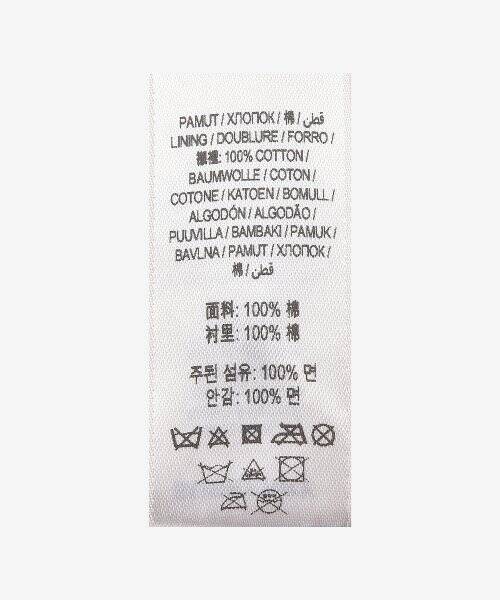 PAMUT / ХЛОПОК / 棉 / قطن
LINING / DOUBLURE / FORRO /
襯裡: 100% COTTON /
BAUMWOLLE / COTON /
COTONE / KATOEN / BOMULL /
ALGODÓN / ALGODÃO /
PUUVILLA / BAMBAKI / PAMUK /
BAVLNA / PAMUT / ХЛОПОК /
棉 / قطن
面料: 100% 棉
衬里: 100% 棉
주된 섬유: 100% 면
안감: 100% 면